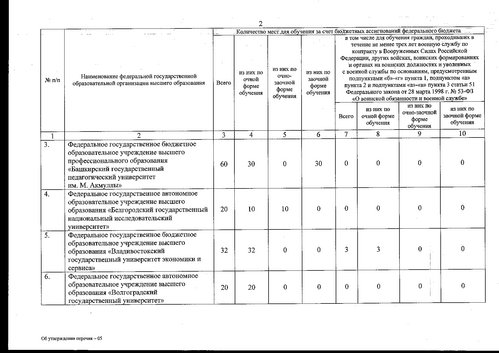 2
№ п/п
Наименование федеральной государственной
образовательной организации высшего образования
Количество мест для обучения за счет бюджетных ассигнований федерального бюджета
Всего
из них по
очной
форме
обучения
из них по
очно-
заочной
форме
обучения
из них по
заочной
форме
обучения
в том числе для обучения граждан, проходивших в
течение не менее трех лет военную службу по
контракту в Вооруженных Силах Российской
Федерации, других войсках, воинских формированиях
и органах на воинских должностях и уволенных
с военной службы по основаниям, предусмотренным
подпунктами «б»-«г» пункта 1, подпунктом «а»
пункта 2 и подпунктами «а»-«в» пункта 3 статьи 51
Федерального закона от 28 марта 1998 г. № 53-ФЗ
«О воинской обязанности и военной службе»
Всего
из них по
очной форме
обучения
из них по
очно-заочной
форме
обучения
из них по
заочной форме
обучения
1 2 3 4 5 6 7 8 9 10
3. Федеральное государственное бюджетное
образовательное учреждение высшего
профессионального образования
«Башкирский государственный
педагогический университет
им. М. Акмуллы»
60 30 0 30 0 0 0 0
4. Федеральное государственное автономное
образовательное учреждение высшего
образования «Белгородский государственный
национальный исследовательский
университет»
20 10 10 0 0 0 0 0
5. Федеральное государственное бюджетное
образовательное учреждение высшего
образования «Владивостокский
государственный университет экономики и
сервиса»
32 32 0 0 3 3 0 0
6. Федеральное государственное автономное
образовательное учреждение высшего
образования «Волгоградский
государственный университет»
20 20 0 0 0 0 0 0
Об утверждении перечня - 05